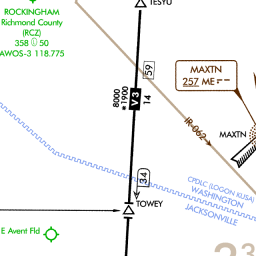 TESYU
ROCKINGHAM
Richmond County
(RCZ)
358 50
AWOS-3 118.775
59
8000
*1900
V3
14
MAXTN
257 ME
MAXTN
IR-062
34
CPDLC (LOGON KUSA)
WASHINGTON
JACKSONVILLE
TOWEY
E Avent Fld
23